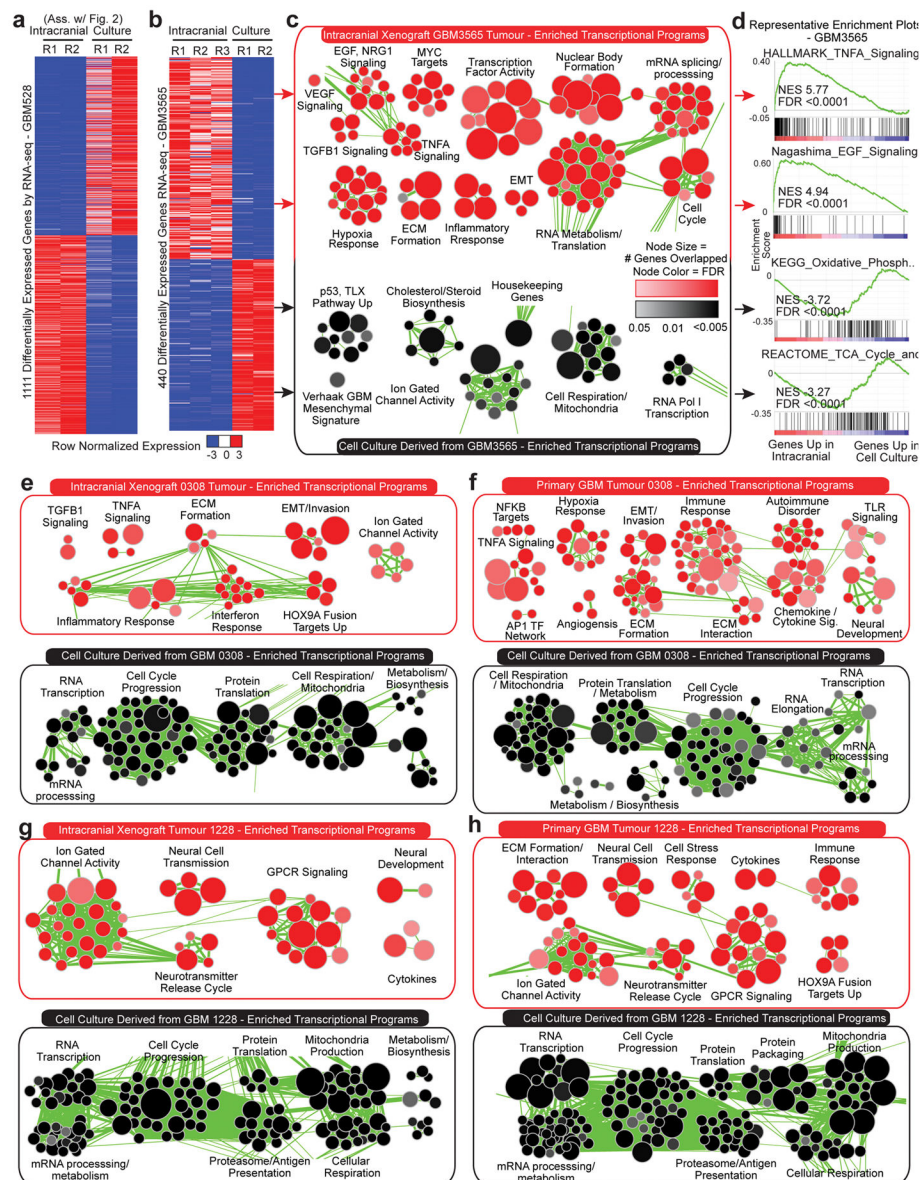 a
(Ass. w/ Fig. 2)
Intracranial Culture
R1 R2 R1 R2
1111 Differentially Expressed Genes by RNA-seq - GBM528
b
Intracranial Culture
R1 R2 R3 R1 R2
440 Differentially Expressed Genes RNA-seq - GBM3565
Row Normalized Expression
-3 0 3
c
Intracranial Xenograft GBM3565 Tumour - Enriched Transcriptional Programs
EGF, NRG1
Signaling
MYC
Targets
Transcription
Factor Activity
Nuclear Body
Formation
mRNA splicing/
processsing
VEGF
Signaling
TGFB1 Signaling
TNFA
Signaling
Hypoxia
Response
ECM
Formation
Inflammatory
Response
EMT
RNA Metabolism/
Translation
Cell
Cycle
Node Size =
# Genes Overlapped
Node Color = FDR
0.05 0.01 <0.005
p53, TLX
Pathway Up
Cholesterol/Steroid
Biosynthesis
Housekeeping
Genes
Verhaak GBM
Mesenchymal
Signature
Ion Gated
Channel Activity
Cell Respiration/
Mitochondria
RNA Pol I
Transcription
Cell Culture Derived from GBM3565 - Enriched Transcriptional Programs
d
Representative Enrichment Plots
- GBM3565
HALLMARK_TNFA_Signaling
0.40
NES 5.77
FDR <0.0001
-0.05
Nagashima_EGF_Signaling
0.60
NES 4.94
FDR <0.0001
0
Enrichment
Score
KEGG_Oxidative_Phosph..
0
NES -3.72
FDR <0.0001
-0.35
REACTOME_TCA_Cycle_and
0
NES -3.27
FDR <0.0001
-0.35
Genes Up in
Intracranial
Genes Up in
Cell Culture
e
Intracranial Xenograft 0308 Tumour - Enriched Transcriptional Programs
TGFB1
Signaling
TNFA
Signaling
ECM
Formation
EMT/Invasion
Ion Gated
Channel Activity
Inflammatory Response
Interferon
Response
HOX9A Fusion
Targets Up
Cell Culture Derived from GBM 0308 - Enriched Transcriptional Programs
RNA
Transcription
Cell Cycle
Progression
Protein
Translation
Cell Respiration/
Mitochondria
Metabolism/
Biosynthesis
mRNA
processsing
f
Primary GBM Tumour 0308 - Enriched Transcriptional Programs
NFKB
Targets
Hypoxia
Response
EMT/
Invasion
Immune
Response
Autoimmune
Disorder
TLR
Signaling
TNFA Signaling
AP1 TF
Network
Angiogensis
ECM
Formation
ECM
Interaction
Chemokine /
Cytokine Sig.
Neural
Development
Cell Culture Derived from GBM 0308 - Enriched Transcriptional Programs
Cell Respiration
/ Mitochondria
Protein Translation
/ Metabolism
Cell Cycle
Progression
RNA
Elongation
RNA
Transcription
mRNA
processsing
Metabolism / Biosynthesis
g
Intracranial Xenograft Tumour 1228 - Enriched Transcriptional Programs
Ion Gated
Channel Activity
Neural Cell
Transmission
GPCR Signaling
Neural
Development
Neurotransmitter
Release Cycle
Cytokines
Cell Culture Derived from GBM 1228 - Enriched Transcriptional Programs
RNA
Transcription
Cell Cycle
Progression
Protein
Translation
Mitochondria
Production
Metabolism/
Biosynthesis
mRNA processsing/
metabolism
Proteasome/Antigen
Presentation
Cellular
Respiration
h
Primary GBM Tumour 1228 - Enriched Transcriptional Programs
ECM Formation/
Interaction
Neural Cell
Transmission
Cell Stress
Response
Cytokines
Immune
Response
Ion Gated
Channel Activity
Neurotransmitter
Release Cycle
GPCR Signaling
HOX9A Fusion
Targets Up
Cell Culture Derived from GBM 1228 - Enriched Transcriptional Programs
RNA
Transcription
Cell Cycle
Progression
Protein
Translation
Protein
Packaging
Mitochondria
Production
mRNA processsing/
metabolism
Proteasome/Antigen
Presentation
Cellular Respiration